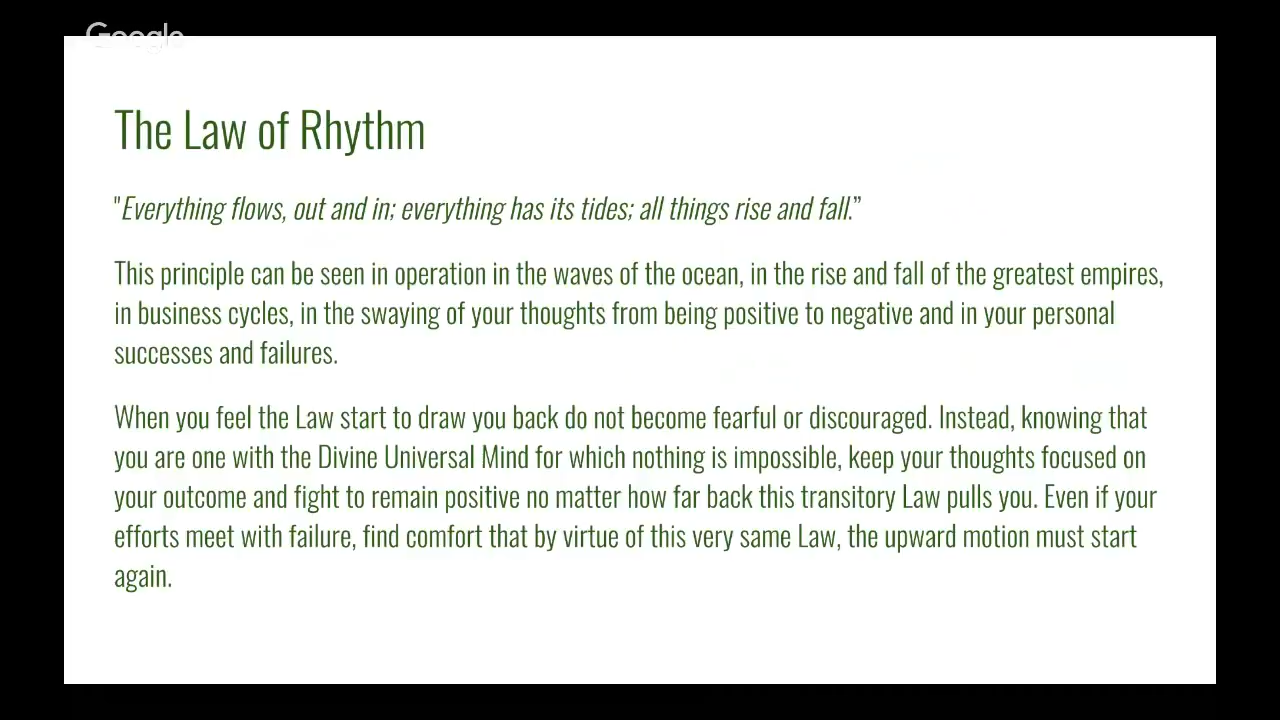 Google
The Law of Rhythm
"Everything flows, out and in; everything has its tides; all things rise and fall.”
This principle can be seen in operation in the waves of the ocean, in the rise and fall of the greatest empires,
in business cycles, in the swaying of your thoughts from being positive to negative and in your personal
successes and failures.
When you feel the Law start to draw you back do not become fearful or discouraged. Instead, knowing that
you are one with the Divine Universal Mind for which nothing is impossible, keep your thoughts focused on
your outcome and fight to remain positive no matter how far back this transitory Law pulls you. Even if your
efforts meet with failure, find comfort that by virtue of this very same Law, the upward motion must start
again.